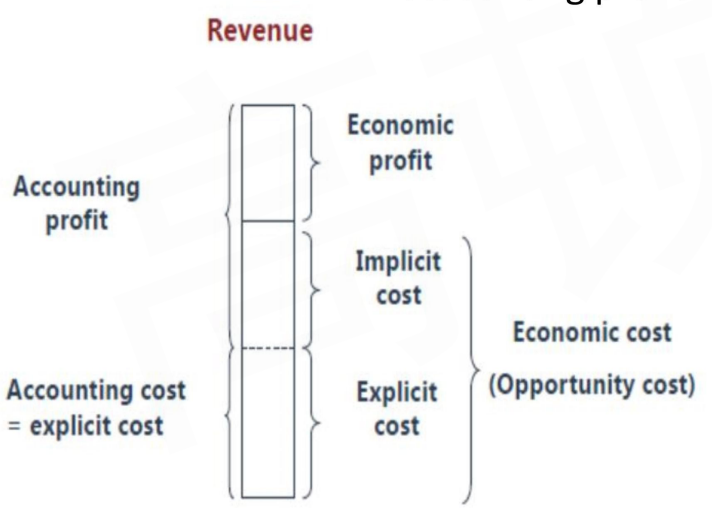 g p
Revenue
Economic
profit
Accounting
profit
Implicit
cost
Economic cost
(Opportunity cost)
Accounting cost
= explicit cost
Explicit
cost